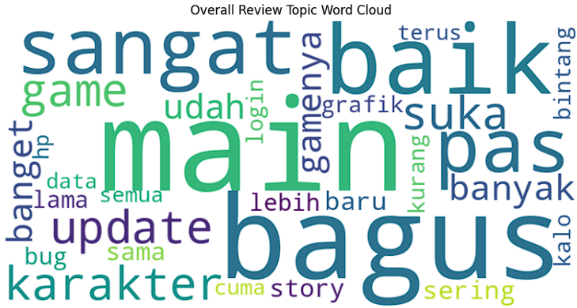 Overall Review Topic Word Cloud
sangat
baik
terus
bintang
game
udah
login
gamenya
grafik
suka
main
pas
banget
hp
kurang
data
semua
lama
lebih
baru
banyak
update
bagus
kalo
bug
sama
karakter
cuma
story
sering